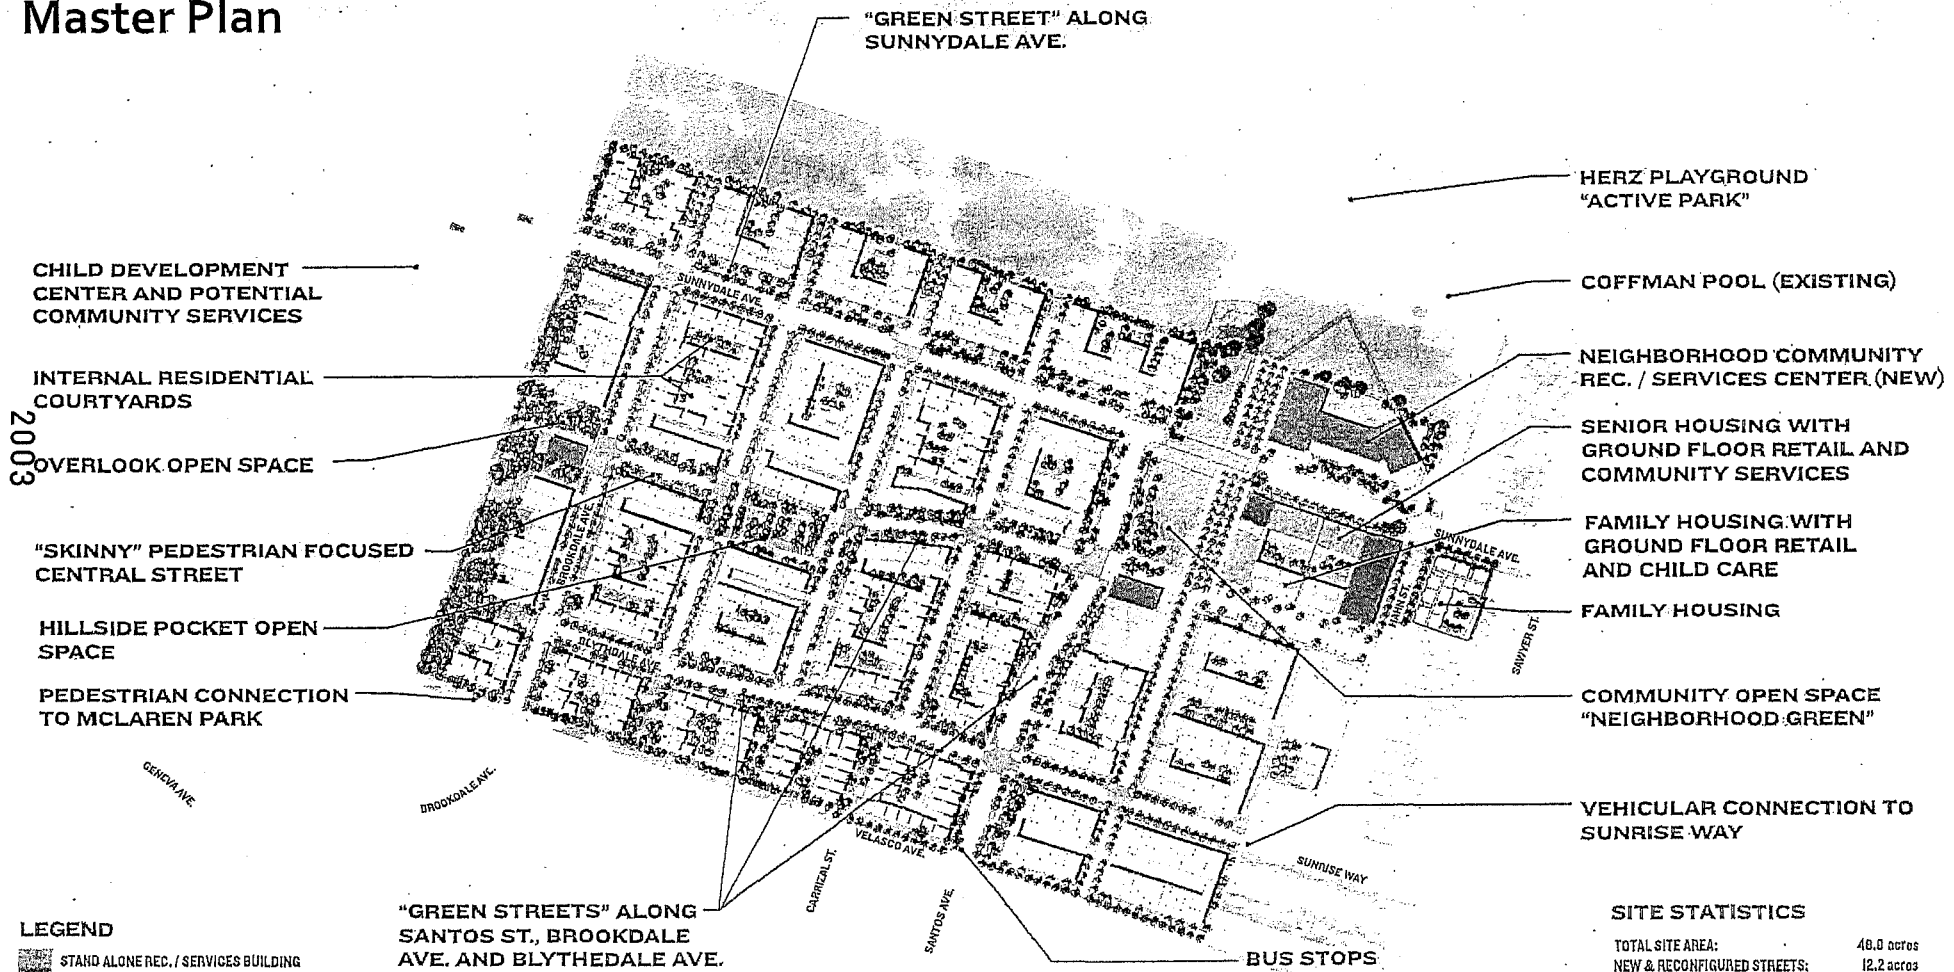 Master Plan
"GREEN STREET" ALONG
SUNNYDALE AVE.
HERZ PLAYGROUND
"ACTIVE PARK"
COFFMAN POOL (EXISTING)
NEIGHBORHOOD COMMUNITY
REC. / SERVICES CENTER (NEW)
SENIOR HOUSING WITH
GROUND FLOOR RETAIL AND
COMMUNITY SERVICES
FAMILY HOUSING WITH
GROUND FLOOR RETAIL
AND CHILD CARE
FAMILY HOUSING
COMMUNITY OPEN SPACE
"NEIGHBORHOOD GREEN"
VEHICULAR CONNECTION TO
SUNRISE WAY
CHILD DEVELOPMENT
CENTER AND POTENTIAL
COMMUNITY SERVICES
INTERNAL RESIDENTIAL
COURTYARDS
2003
OVERLOOK OPEN SPACE
"SKINNY" PEDESTRIAN FOCUSED
CENTRAL STREET
HILLSIDE POCKET OPEN
SPACE
PEDESTRIAN CONNECTION
TO MCLAREN PARK
SUNNYDALE AVE.
BROOKDALE AVE.
BLYTHDALE AVE.
SUNNYDALE AVE.
HAHN ST.
SAWYER ST.
GENEVA AVE.
BROOKDALE AVE.
VELASCO AVE.
CARRIZAL ST.
SANTOS AVE.
SUNRISE WAY
"GREEN STREETS" ALONG
SANTOS ST., BROOKDALE
AVE. AND BLYTHEDALE AVE.
BUS STOPS
LEGEND
STAND ALONE REC. / SERVICES BUILDING
SITE STATISTICS
TOTAL SITE AREA: 48.8 acres
NEW & RECONFIGURED STREETS: 12.2 acres